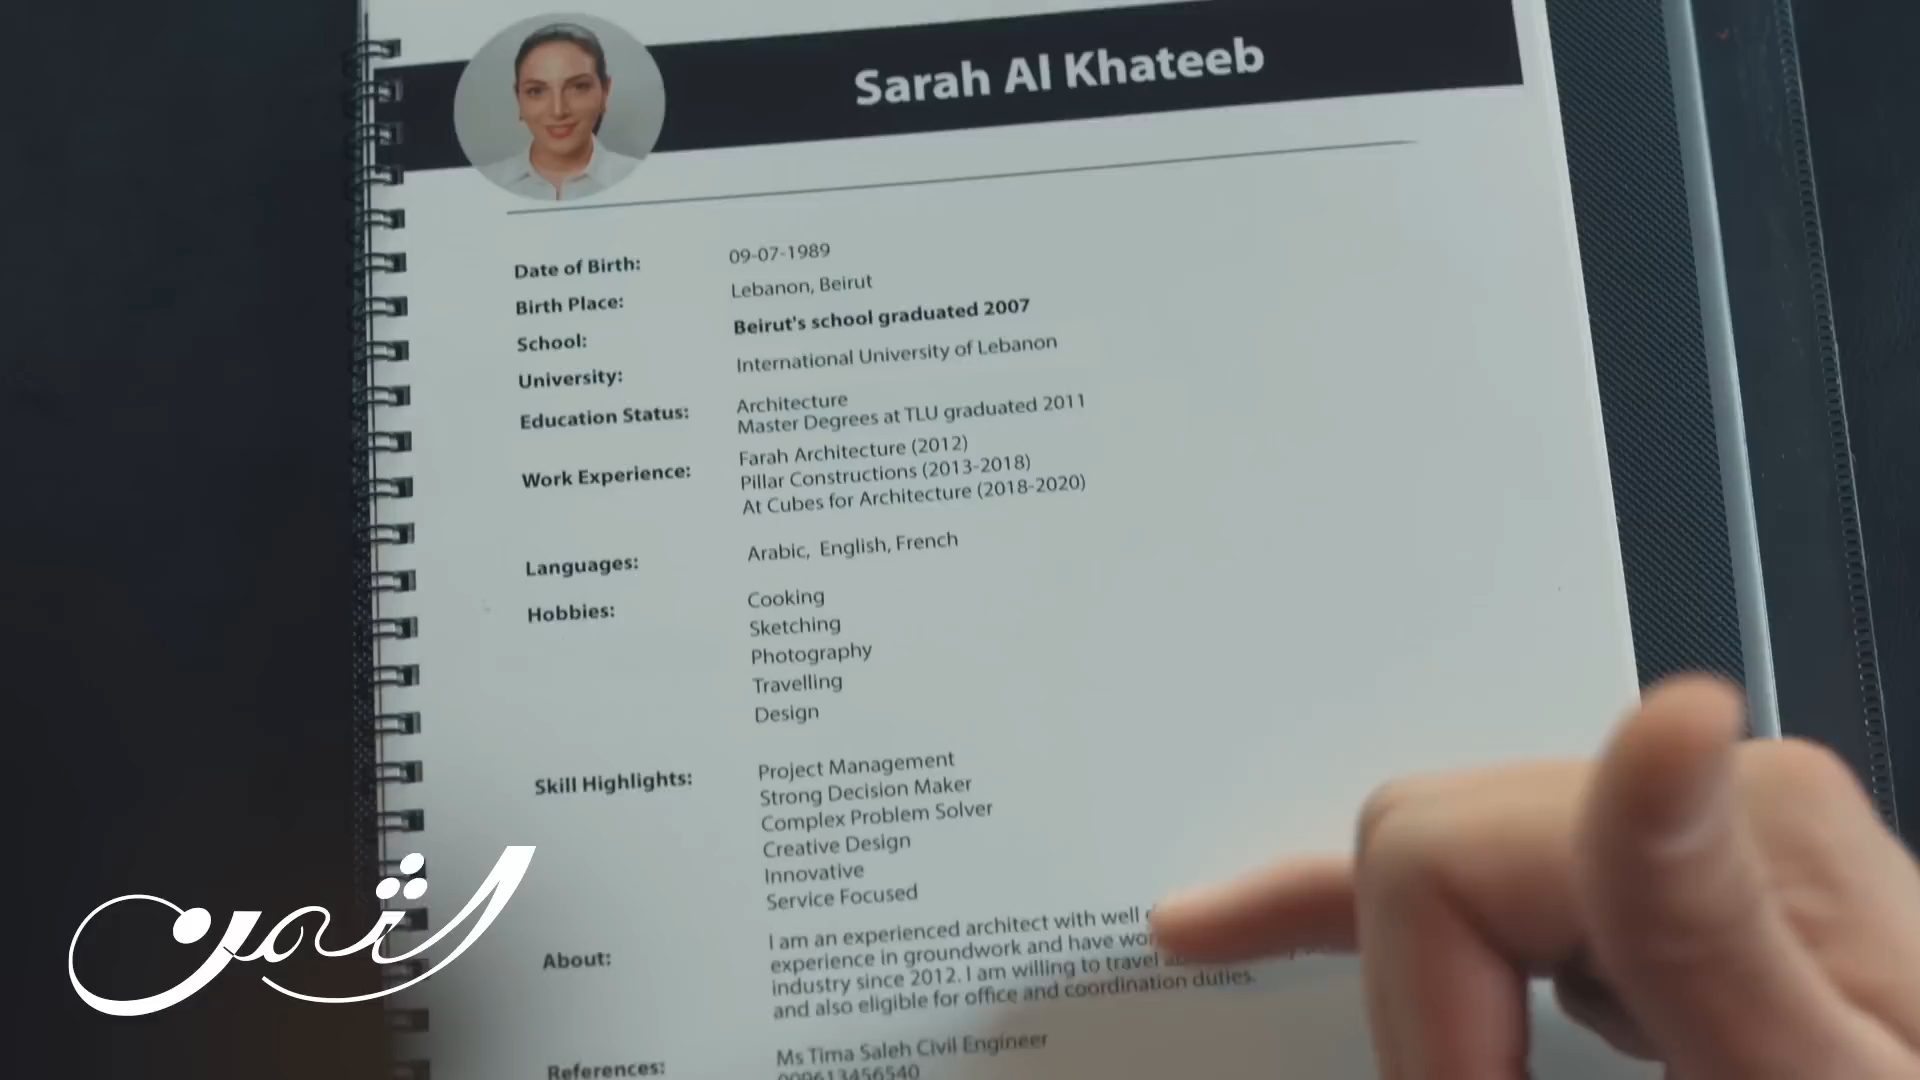 Sarah Al Khateeb
Date of Birth: 09-07-1989
Birth Place: Lebanon, Beirut
School: Beirut's school graduated 2007
University: International University of Lebanon
Education Status: Architecture
Master Degrees at TLU graduated 2011
Work Experience: Farah Architecture (2012)
Pillar Constructions (2013-2018)
At Cubes for Architecture (2018-2020)
Languages: Arabic, English, French
Hobbies: Cooking
Sketching
Photography
Travelling
Design
Skill Highlights: Project Management
Strong Decision Maker
Complex Problem Solver
Creative Design
Innovative
Service Focused
About: I am an experienced architect with well
experience in groundwork and have
industry since 2012. I am willing to travel
and also eligible for office and coordination duties.
References: Ms Tima Saleh Civil Engineer
009613456540
الثمن